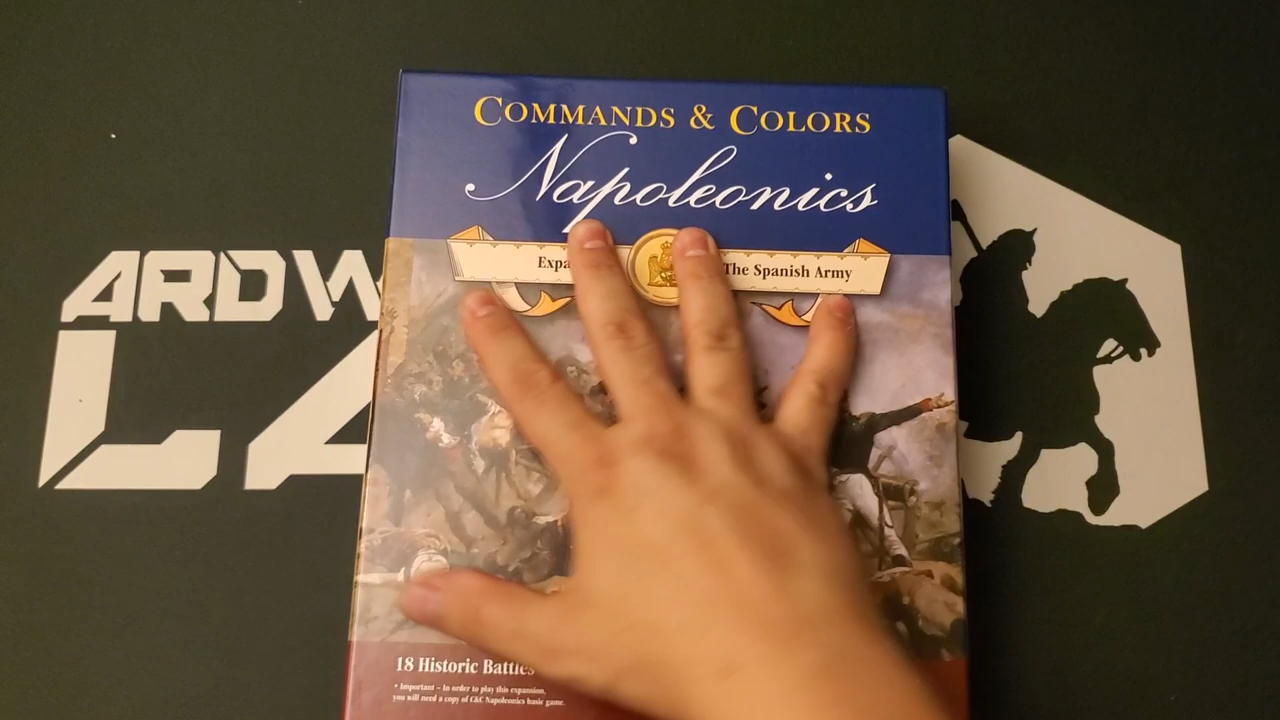 COMMANDS & COLORS
Napoleonics
The Spanish Army
ARDW
LA
18 Historic Battles
* Important – In order to play this expansion,
you will need a copy of C&C Napoleonics basic game.